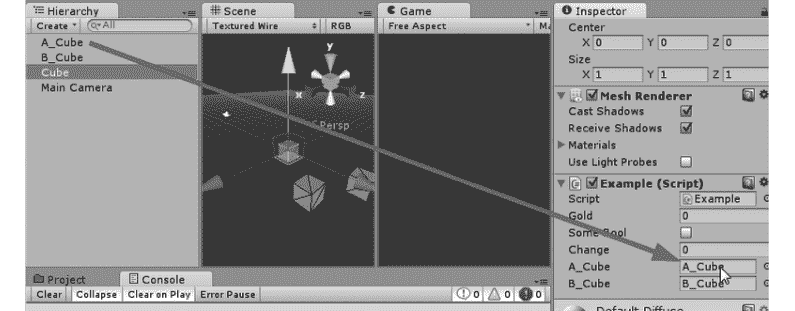 Hierarchy
Create
All
A_Cube
B_Cube
Cube
Main Camera
Scene
Textured Wire
RGB
y
x
z
Persp
Game
Free Aspect
Inspector
Center
X 0 Y 0 Z 0
Size
X 1 Y 1 Z 1
Mesh Renderer
Cast Shadows
Receive Shadows
Materials
Use Light Probes
Example (Script)
Script Example
Gold 0
Some Bool
Change 0
A_Cube A_Cube
B_Cube B_Cube
Default-Diffuse
Project
Console
Clear Collapse Clear on Play Error Pause
0 0 0